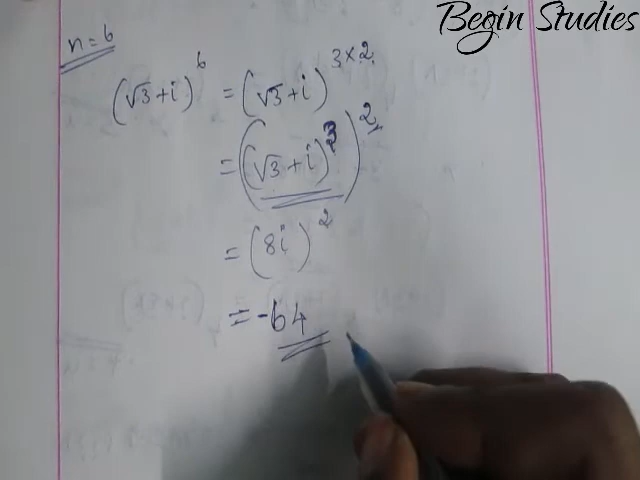 Begin Studies
n = 6
(√3 + i)^6 = (√3 + i)^3×2
= ((√3 + i)^3)^2
= (8i)^2
= -64